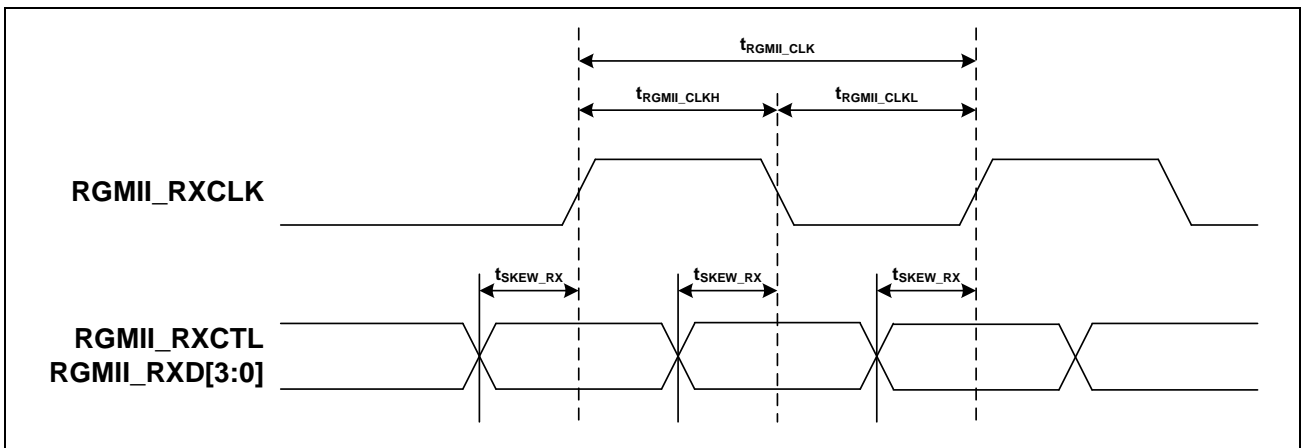 tRGMII_CLK
tRGMII_CLKH
tRGMII_CLKL
RGMII_RXCLK
tSKEW_RX
tSKEW_RX
tSKEW_RX
RGMII_RXCTL
RGMII_RXD[3:0]